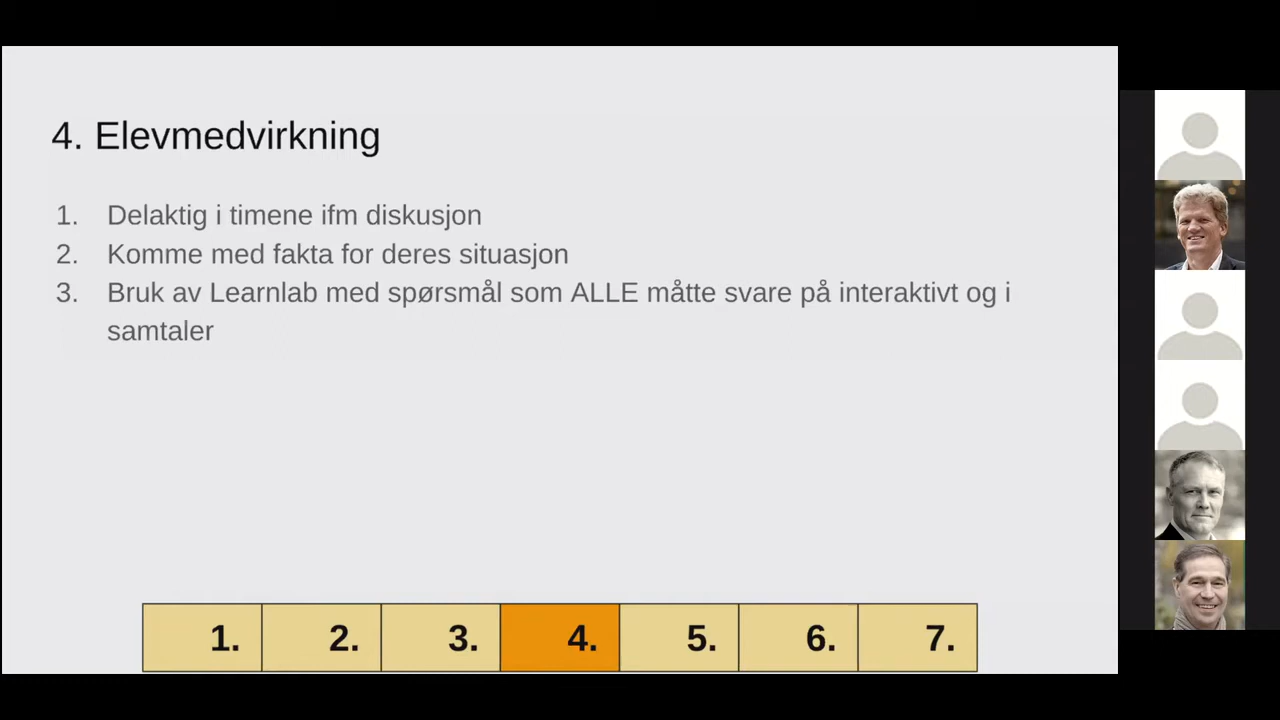 4. Elevmedvirkning
1. Delaktig i timene ifm diskusjon
2. Komme med fakta for deres situasjon
3. Bruk av Learnlab med spørsmål som ALLE måtte svare på interaktivt og i
samtaler
1. 2. 3. 4. 5. 6. 7.